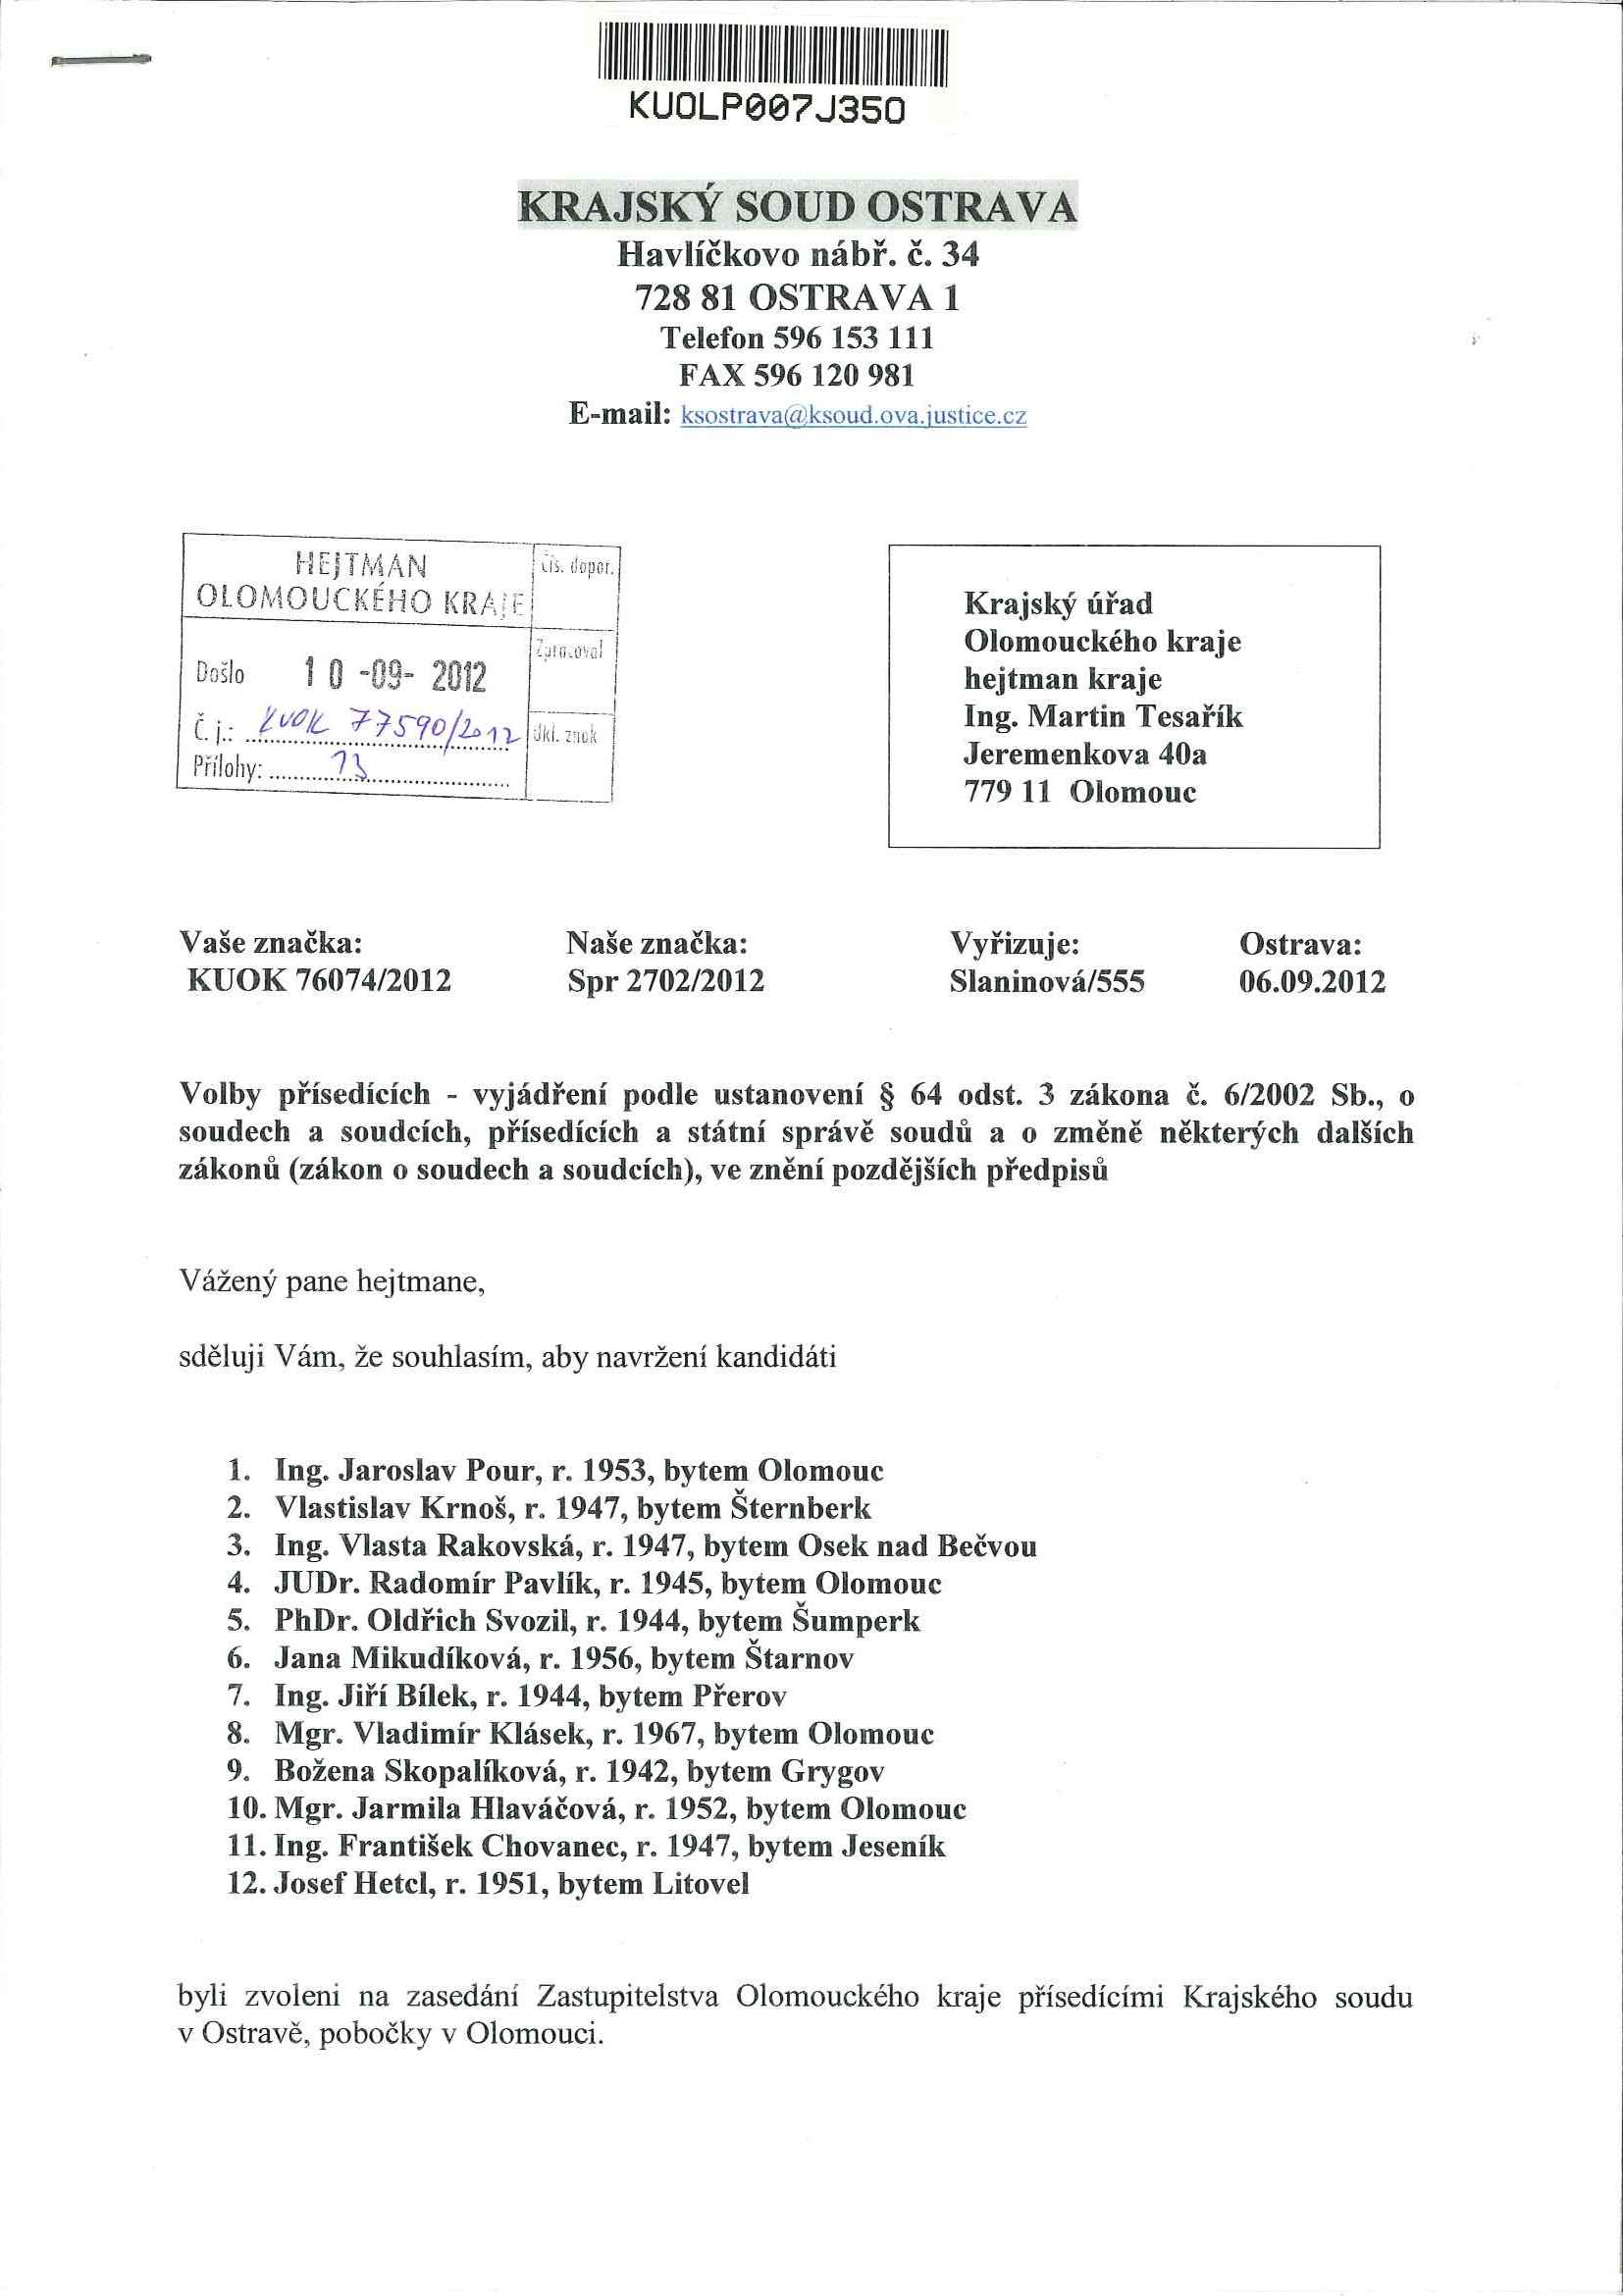 KUOLP007J35O
KRAJSKÝ SOUD OSTRAVA
Havlíčkovo nábř. č. 34
728 81 OSTRAVA 1
Telefon 596 153 111
FAX 596 120 981
E-mail: ksostrava@ksoud.ova.justice.cz
HEJTMAN
OLOMOUCKÉHO KRAJE
čís. dopor.
Došlo 10 -09- 2012
Zpracoval
Č. j.: KUOK 77590/2012
Ukl. znak
Přílohy: 13
Krajský úřad
Olomouckého kraje
hejtman kraje
Ing. Martin Tesařík
Jeremenkova 40a
779 11 Olomouc
Vaše značka: Naše značka: Vyřizuje: Ostrava:
KUOK 76074/2012 Spr 2702/2012 Slaninová/555 06.09.2012
Volby přísedících - vyjádření podle ustanovení § 64 odst. 3 zákona č. 6/2002 Sb., o
soudech a soudcích, přísedících a státní správě soudů a o změně některých dalších
zákonů (zákon o soudech a soudcích), ve znění pozdějších předpisů
Vážený pane hejtmane,
sděluji Vám, že souhlasím, aby navržení kandidáti
1. Ing. Jaroslav Pour, r. 1953, bytem Olomouc
2. Vlastislav Krnoš, r. 1947, bytem Šternberk
3. Ing. Vlasta Rakovská, r. 1947, bytem Osek nad Bečvou
4. JUDr. Radomír Pavlík, r. 1945, bytem Olomouc
5. PhDr. Oldřich Svozil, r. 1944, bytem Šumperk
6. Jana Mikudíková, r. 1956, bytem Štarnov
7. Ing. Jiří Bílek, r. 1944, bytem Přerov
8. Mgr. Vladimír Klásek, r. 1967, bytem Olomouc
9. Božena Skopalíková, r. 1942, bytem Grygov
10. Mgr. Jarmila Hlaváčová, r. 1952, bytem Olomouc
11. Ing. František Chovanec, r. 1947, bytem Jeseník
12. Josef Hetcl, r. 1951, bytem Litovel
byli zvoleni na zasedání Zastupitelstva Olomouckého kraje přísedícími Krajského soudu
v Ostravě, pobočky v Olomouci.